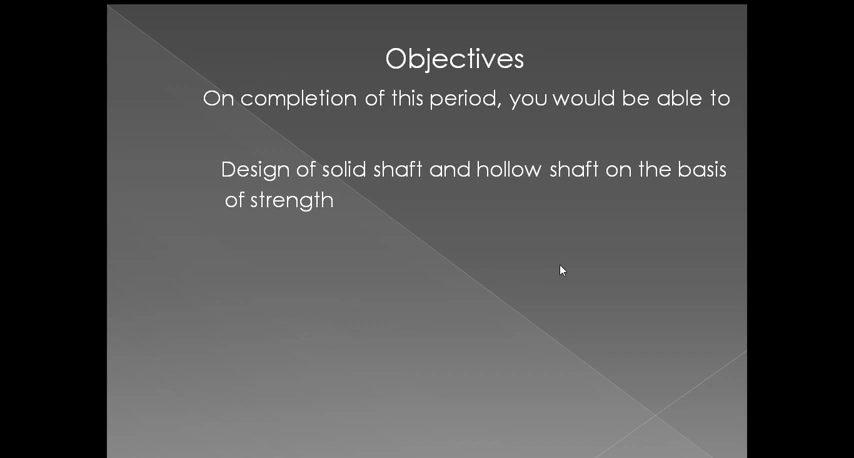 Objectives
On completion of this period, you would be able to
Design of solid shaft and hollow shaft on the basis
of strength